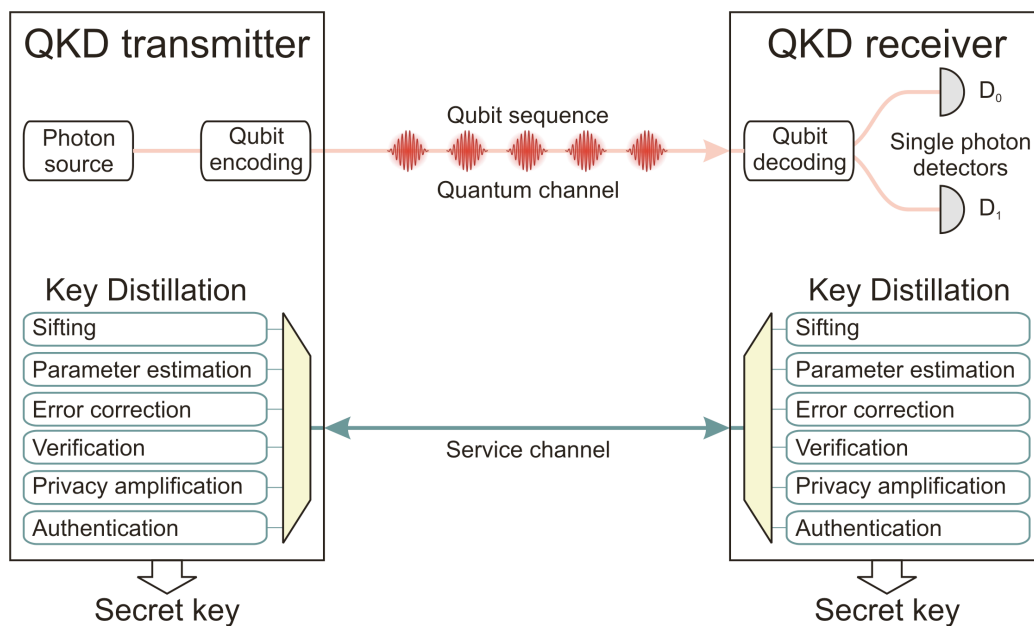 QKD transmitter
Photon
source
Qubit
encoding
Key Distillation
Sifting
Parameter estimation
Error correction
Verification
Privacy amplification
Authentication
Secret key
Qubit sequence
Quantum channel
Service channel
QKD receiver
Qubit
decoding
D0
Single photon
detectors
D1
Key Distillation
Sifting
Parameter estimation
Error correction
Verification
Privacy amplification
Authentication
Secret key